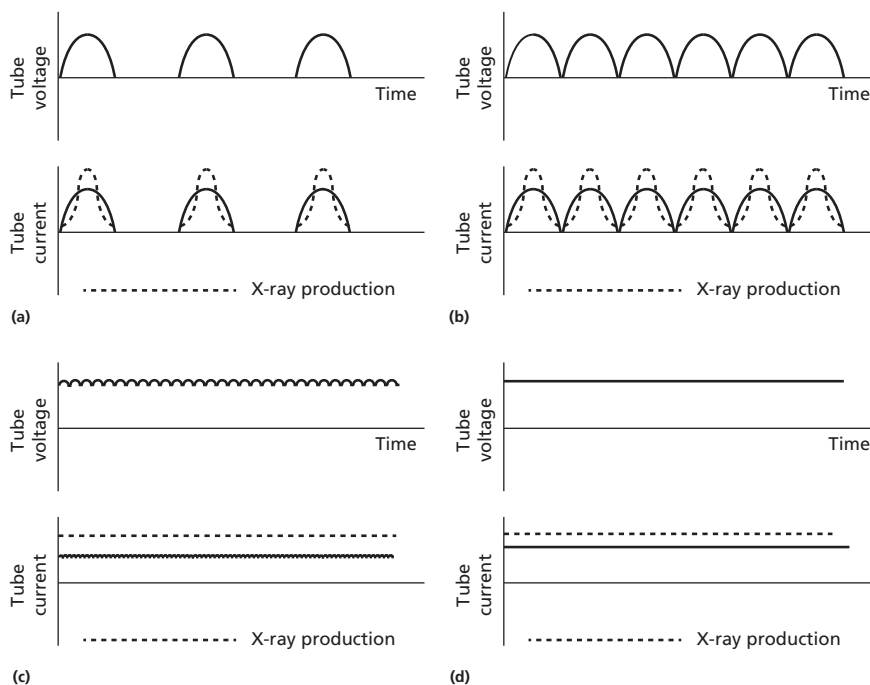 Tube
voltage
Time
Tube
current
X-ray production
(a)
Tube
voltage
Time
Tube
current
X-ray production
(b)
Tube
voltage
Time
Tube
current
X-ray production
(c)
Tube
voltage
Time
Tube
current
X-ray production
(d)